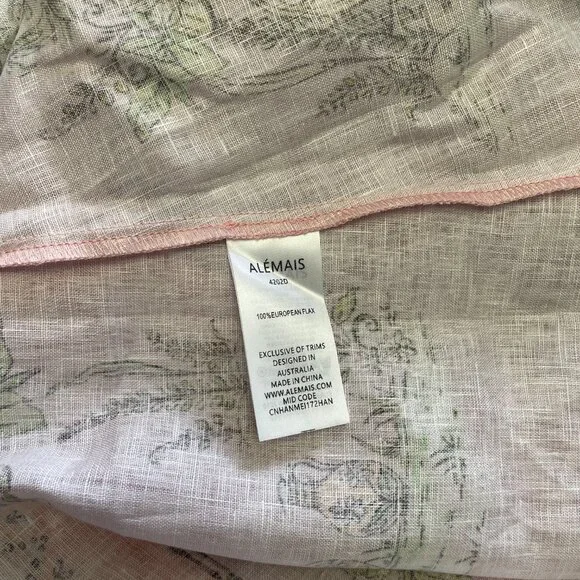 ALÉMAIS
4202D
100%EUROPEAN FLAX
EXCLUSIVE OF TRIMS
DESIGNED IN
AUSTRALIA
MADE IN CHINA
WWW.ALEMAIS.COM
MID CODE
CNHANMEI172HAN